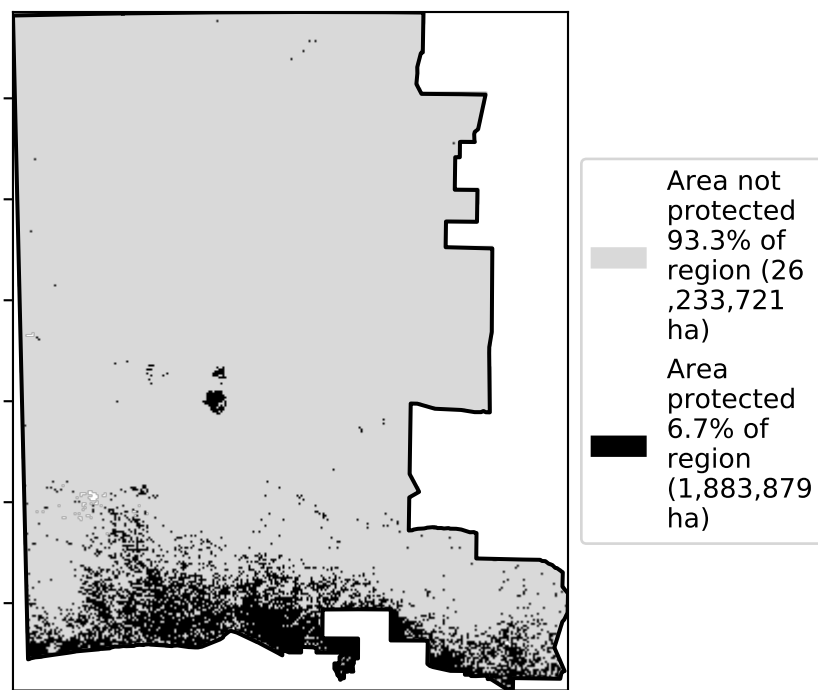 Area not
protected
93.3% of
region (26
,233,721
ha)
Area
protected
6.7% of
region
(1,883,879
ha)